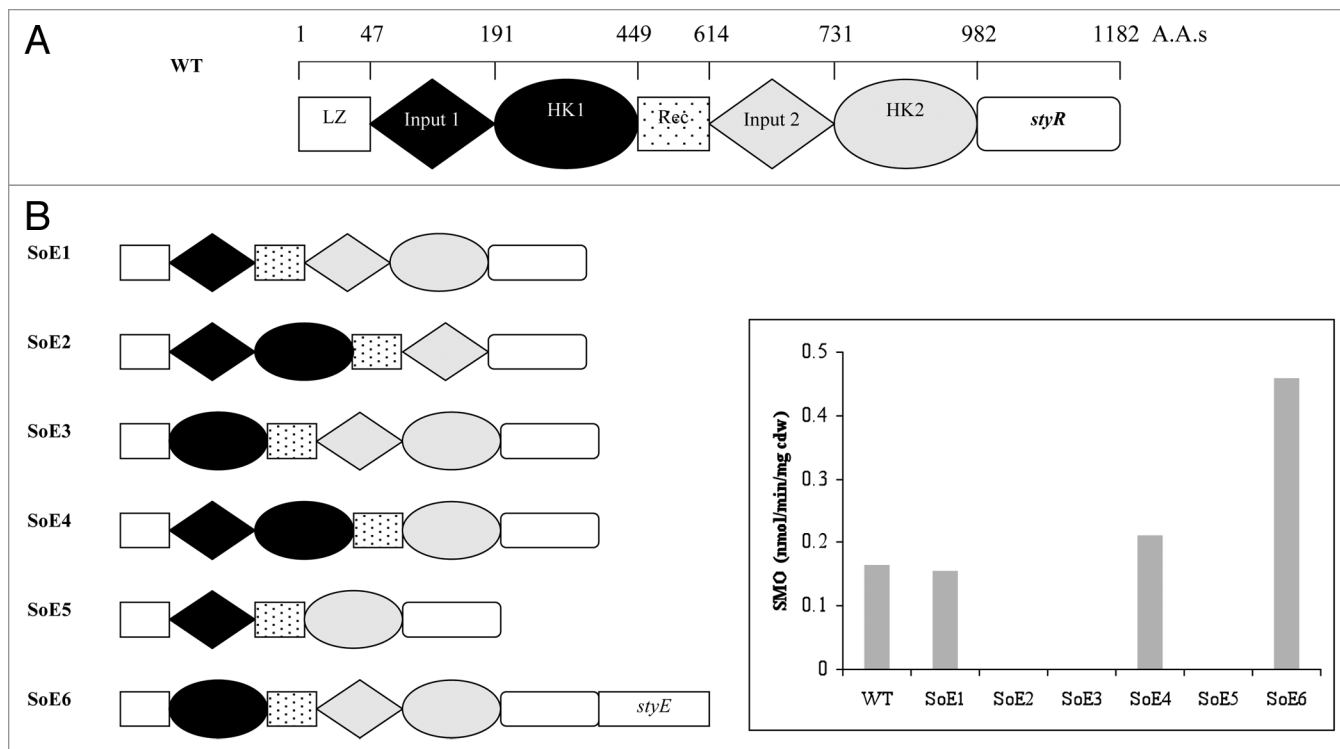 A
1 47 191 449 614 731 982 1182 A.A.s
WT
LZ Input 1 HK1 Rec Input 2 HK2 styR
B
SoE1
SoE2
SoE3
SoE4
SoE5
SoE6
styE
SMO (nmol/min/mg cdw)
0.5
0.4
0.3
0.2
0.1
0
WT SoE1 SoE2 SoE3 SoE4 SoE5 SoE6